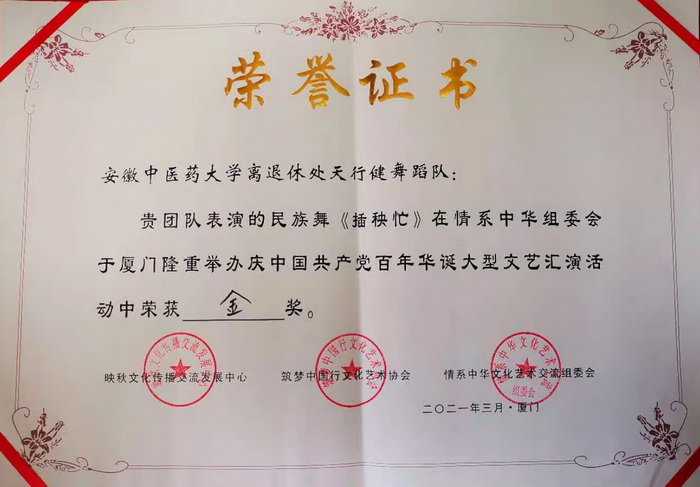 荣誉证书
安徽中医药大学离退休处天行健舞蹈队：
贵团队表演的民族舞《插秧忙》在情系中华组委会
于厦门隆重举办庆中国共产党百年华诞大型文艺汇演活
动中荣获金奖。
映秋文化传播交流发展中心 筑梦中国行文化艺术协会 情系中华文化艺术交流组委会
组委会
二〇二一年三月·厦门